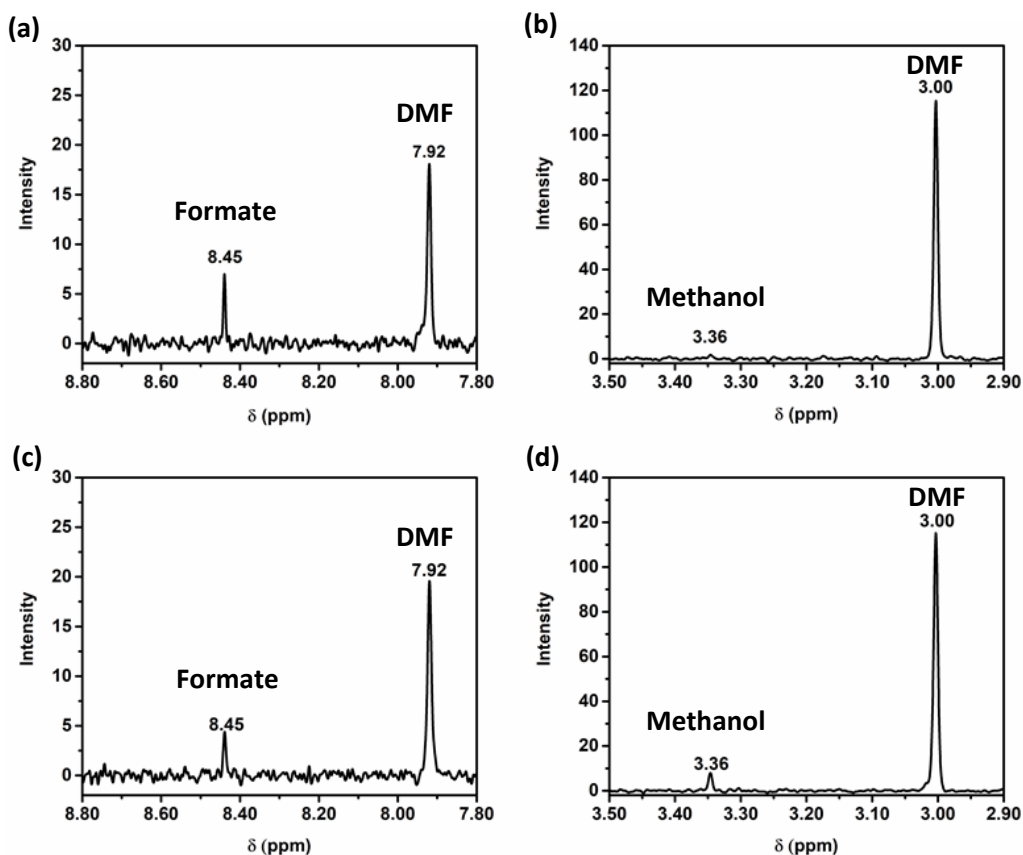 (a)
30
25
20
15
10
5
0
Intensity
Formate
8.45
DMF
7.92
8.80 8.60 8.40 8.20 8.00 7.80
δ (ppm)
(b)
140
120
100
80
60
40
20
0
Intensity
DMF
3.00
Methanol
3.36
3.50 3.40 3.30 3.20 3.10 3.00 2.90
δ (ppm)
(c)
30
25
20
15
10
5
0
Intensity
Formate
8.45
DMF
7.92
8.80 8.60 8.40 8.20 8.00 7.80
δ (ppm)
(d)
140
120
100
80
60
40
20
0
Intensity
DMF
3.00
Methanol
3.36
3.50 3.40 3.30 3.20 3.10 3.00 2.90
δ (ppm)